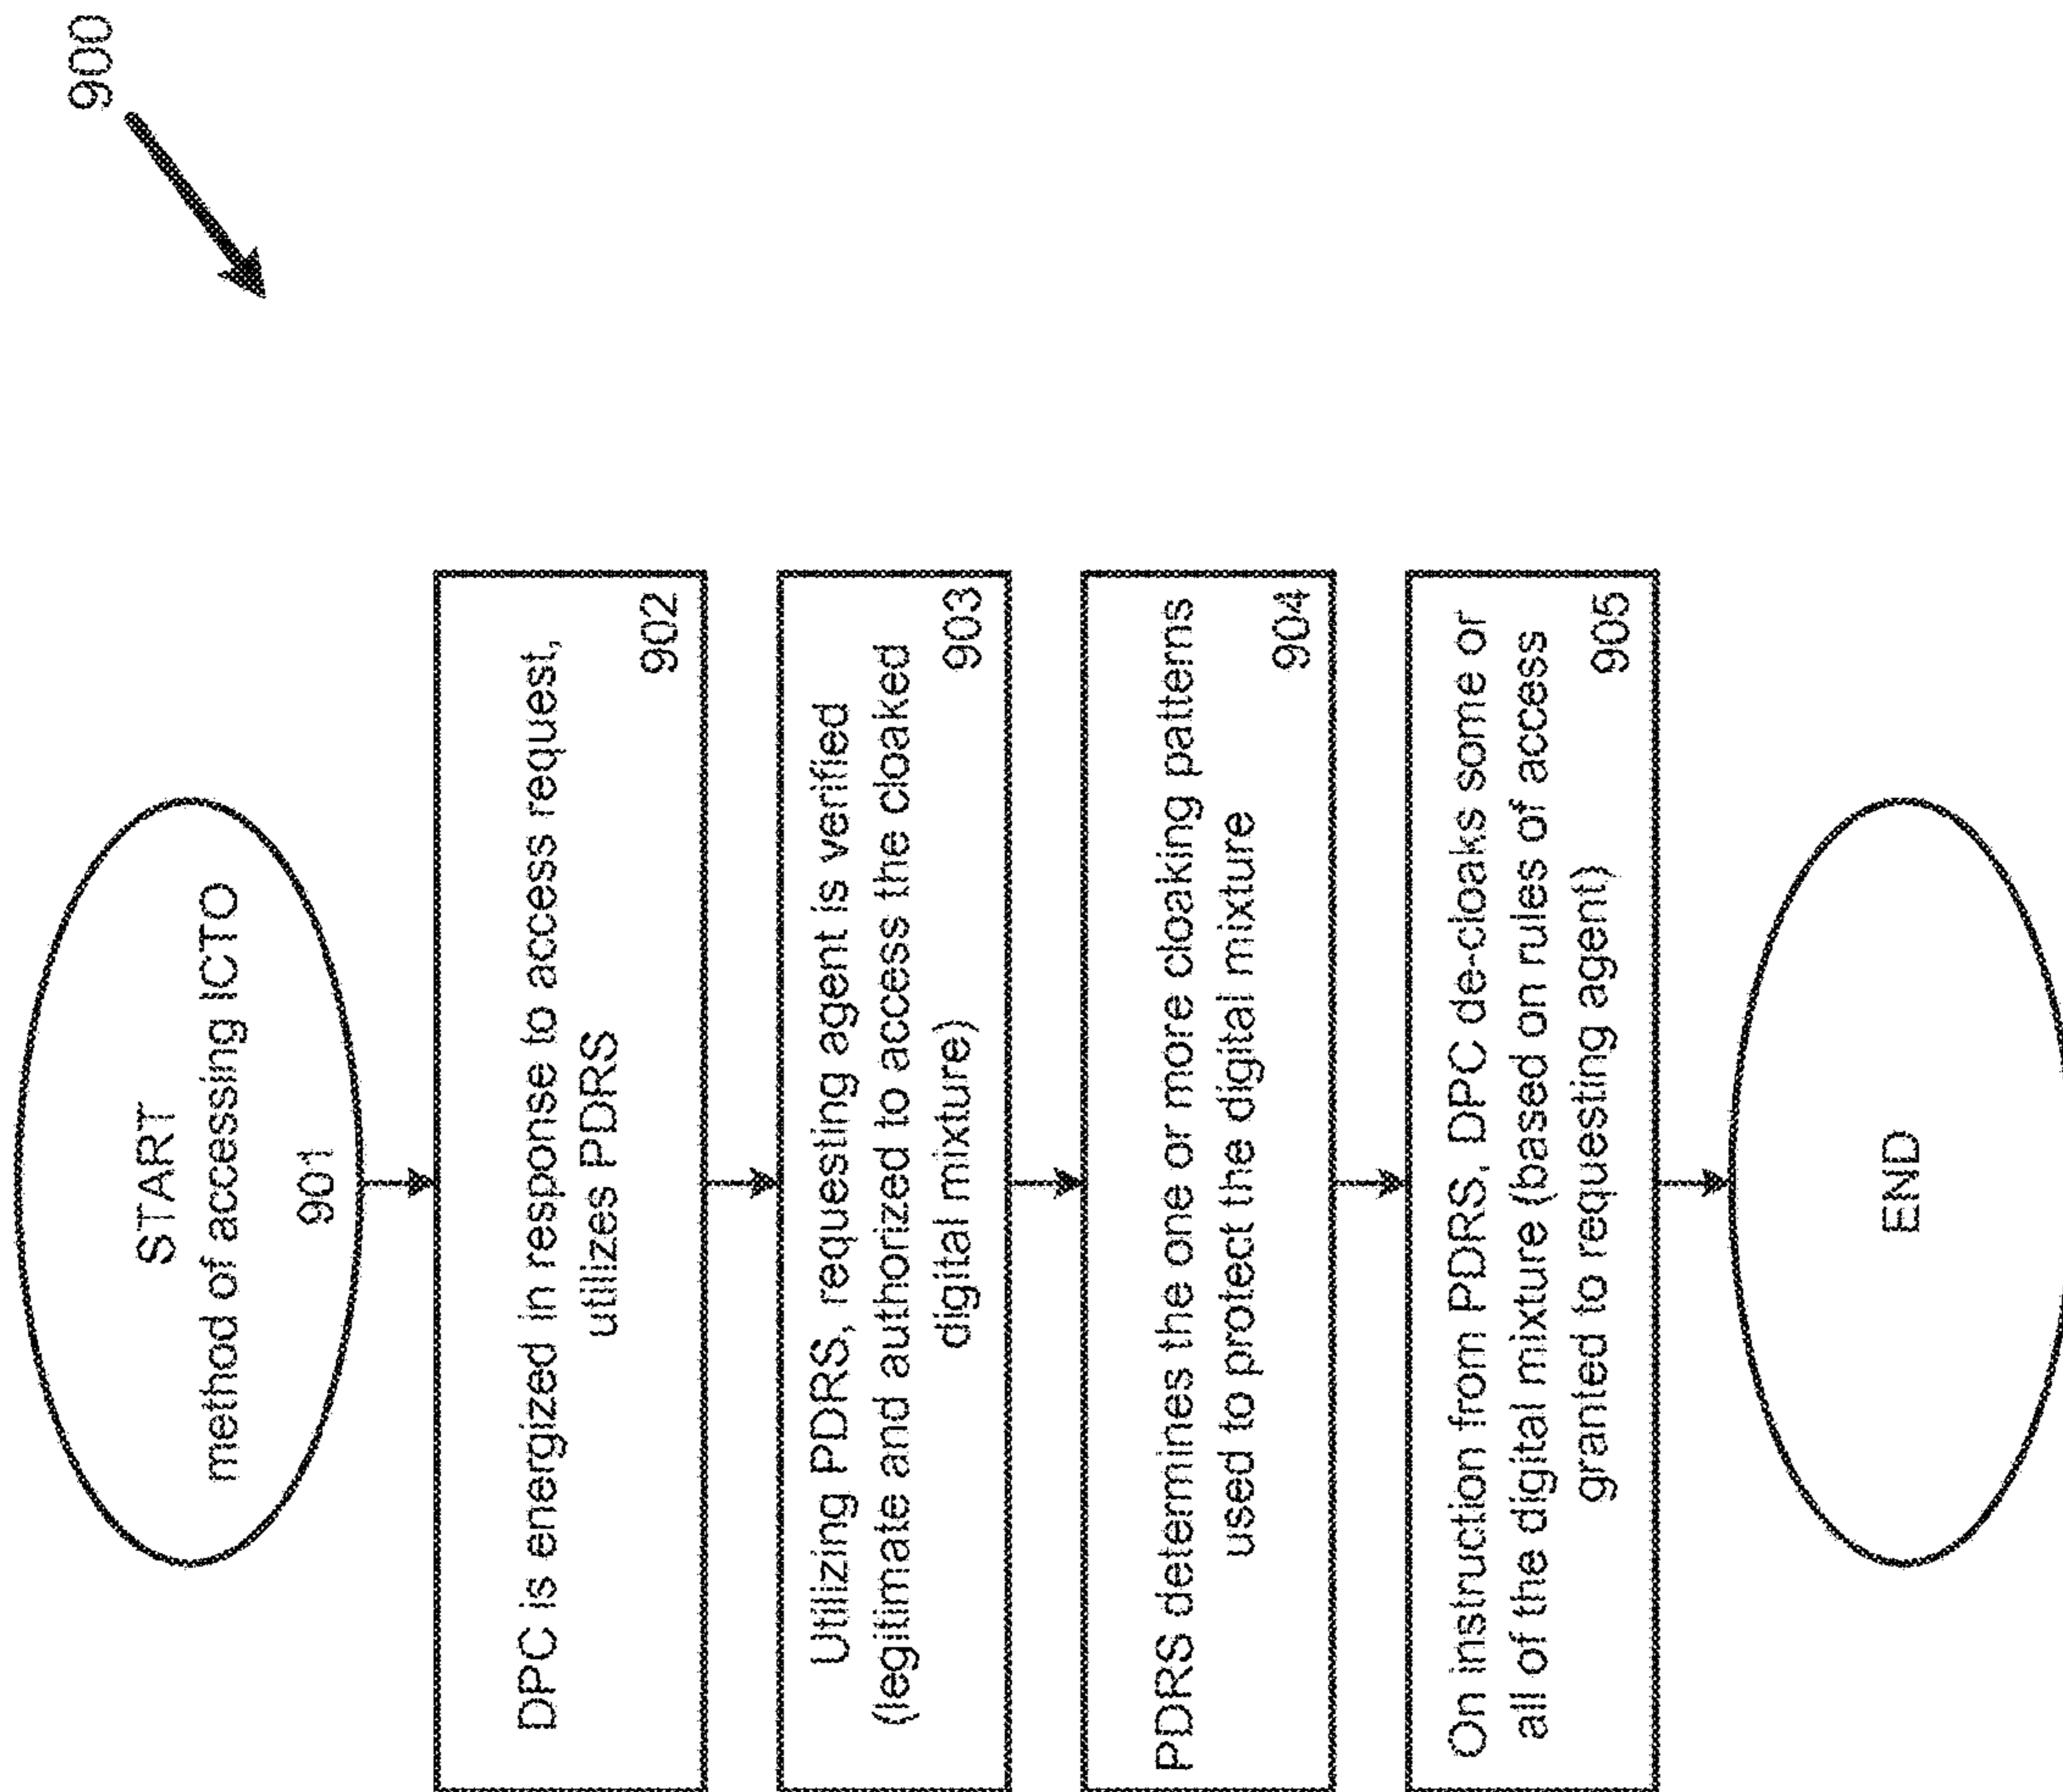 900
START
method of accessing ICTO
901
DPC is energized in response to access request,
utilizes PDRS
902
Utilizing PDRS, requesting agent is verified
(legitimate and authorized to access the cloaked
digital mixture)
903
PDRS determines the one or more cloaking patterns
used to protect the digital mixture
904
On instruction from PDRS, DPC de-cloaks some or
all of the digital mixture (based on rules of access
granted to requesting agent)
905
END